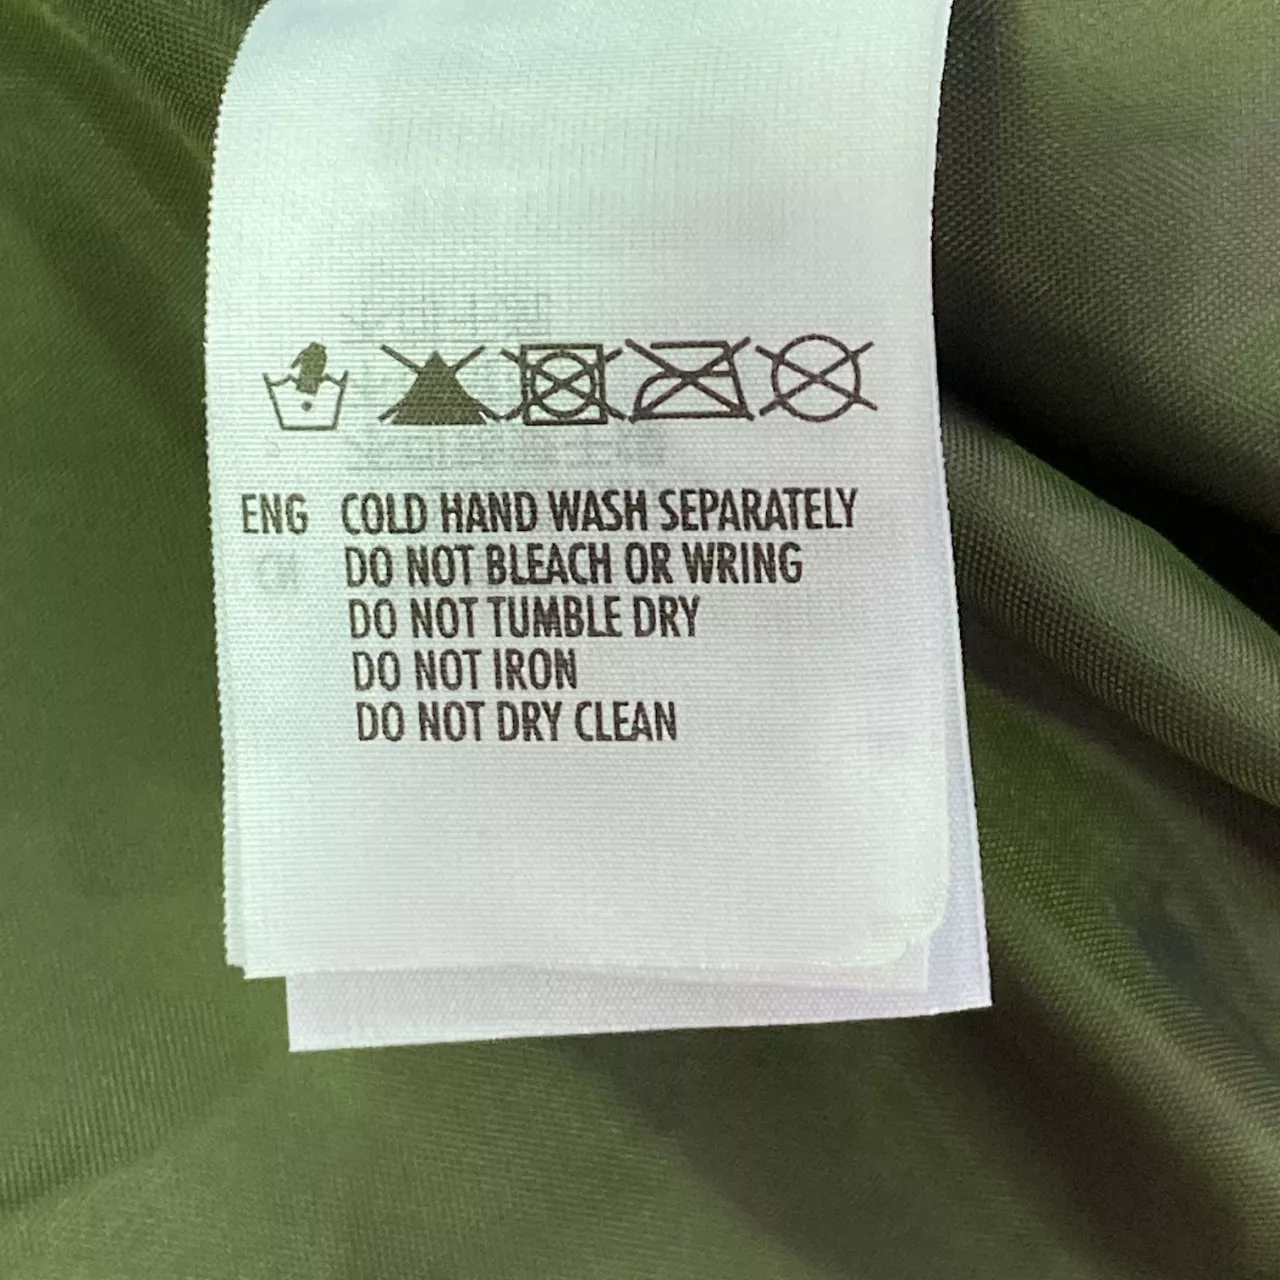 ENG COLD HAND WASH SEPARATELY
DO NOT BLEACH OR WRING
DO NOT TUMBLE DRY
DO NOT IRON
DO NOT DRY CLEAN